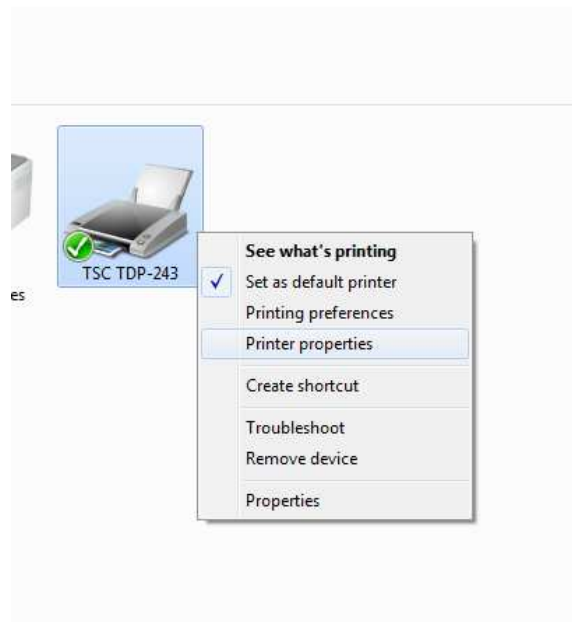 TSC TDP-243
es
See what's printing
Set as default printer
Printing preferences
Printer properties
Create shortcut
Troubleshoot
Remove device
Properties